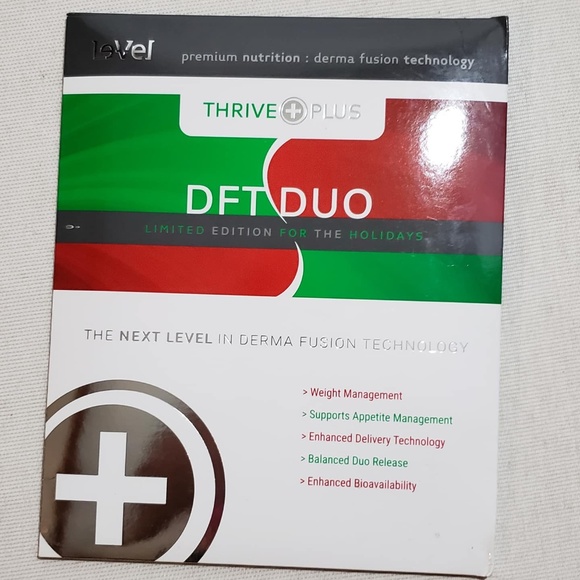 leVel
premium nutrition : derma fusion technology
THRIVE PLUS
DFT DUO
LIMITED EDITION FOR THE HOLIDAYS
THE NEXT LEVEL IN DERMA FUSION TECHNOLOGY
> Weight Management
> Supports Appetite Management
> Enhanced Delivery Technology
> Balanced Duo Release
> Enhanced Bioavailability